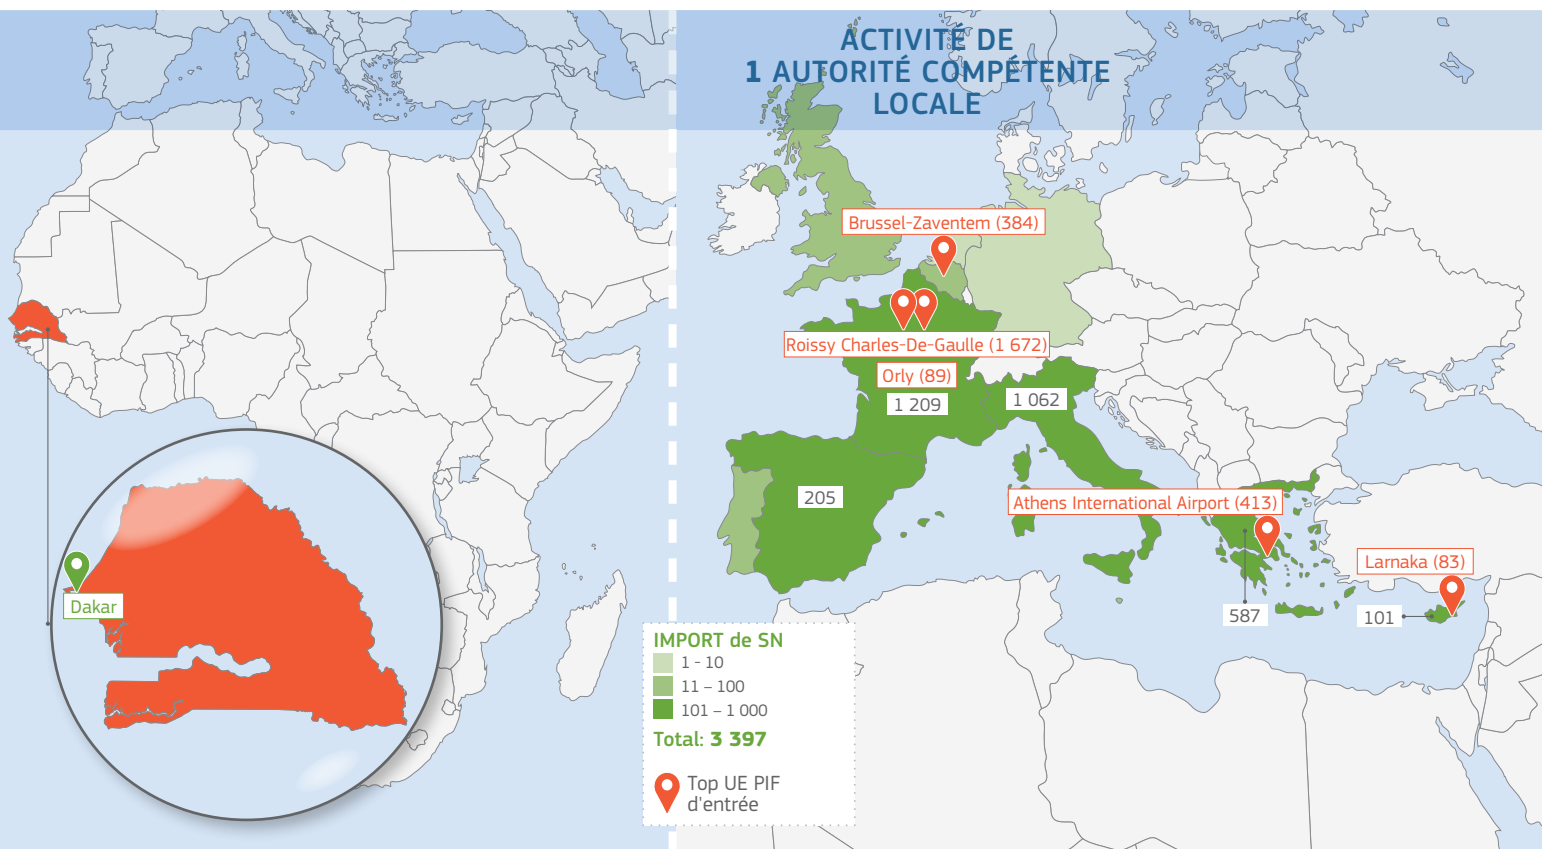 ACTIVITÉ DE
1 AUTORITÉ COMPÉTENTE
LOCALE
Brussel-Zaventem (384)
Roissy Charles-De-Gaulle (1 672)
Orly (89)
1 209
1 062
205
Athens International Airport (413)
Larnaka (83)
587
101
Dakar
IMPORT de SN
1 - 10
11 – 100
101 – 1 000
Total: 3 397
Top UE PIF
d'entrée